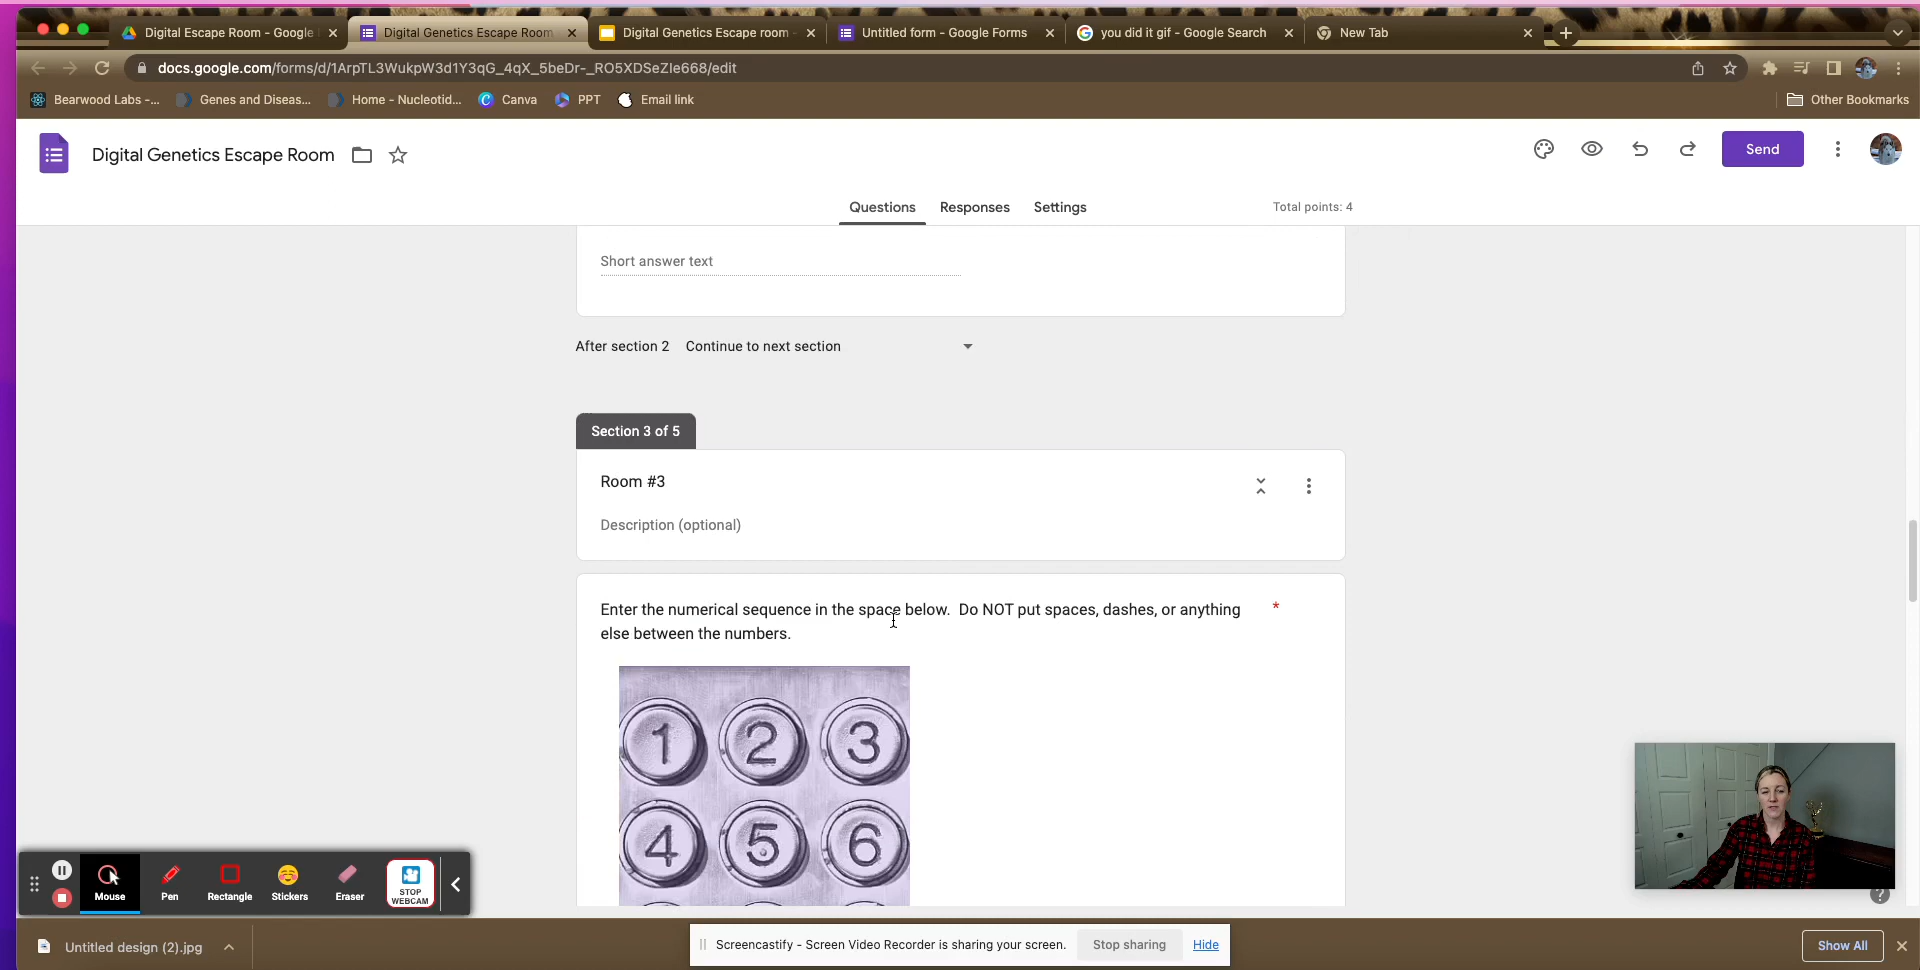 Digital Escape Room - Google
Digital Genetics Escape Room
Digital Genetics Escape room -
Untitled form - Google Forms
you did it gif - Google Search
New Tab
docs.google.com/forms/d/1ArpTL3WukpW3d1Y3qG_4qX_5beDr-_RO5XDSeZIe668/edit
Bearwood Labs -...
Genes and Diseas...
Home - Nucleotid...
Canva
PPT
Email link
Other Bookmarks
Digital Genetics Escape Room
Send
Questions
Responses
Settings
Total points: 4
Short answer text
After section 2
Continue to next section
Section 3 of 5
Room #3
Description (optional)
Enter the numerical sequence in the space below.  Do NOT put spaces, dashes, or anything *
else between the numbers.
1 2 3
4 5 6
Mouse
Pen
Rectangle
Stickers
Eraser
STOP
WEBCAM
Untitled design (2).jpg
Screencastify - Screen Video Recorder is sharing your screen.
Stop sharing
Hide
Show All